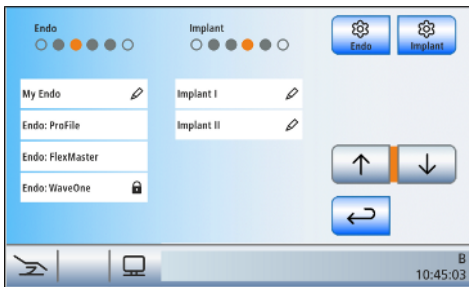 Endo
Implant
Endo
Implant
My Endo
Implant I
Endo: ProFile
Implant II
Endo: FlexMaster
Endo: WaveOne
B
10:45:03